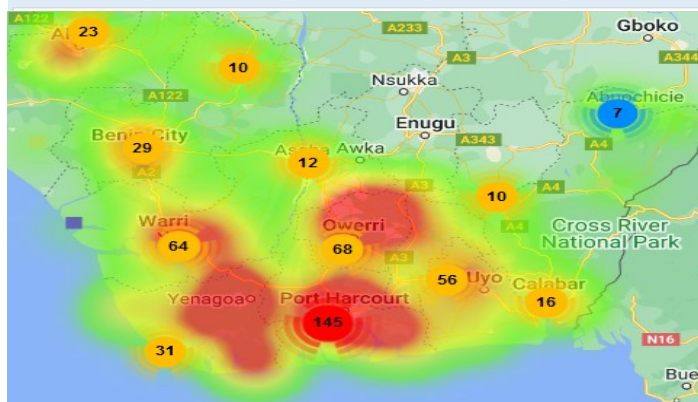 A122
23
A233
Gboko
A3
A344
10
Nsukka
A122
Abuochicie
7
Enugu
Benin City
29
A343
Awka
12
A4
A2
A3
10
A4
Warri
Owerri
A4
Cross River
National Park
64
68
A3
56
Uyo
Calabar
Yenagoa
Port Harcourt
16
145
31
N16
Bue